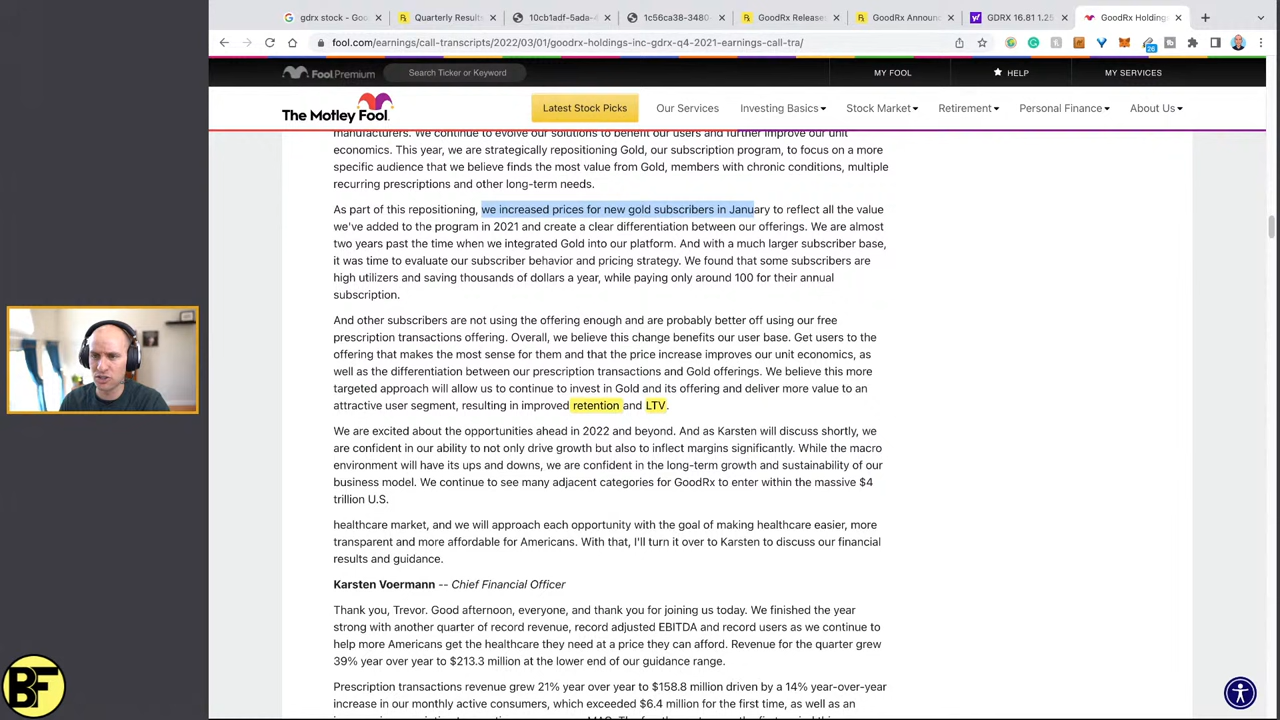 gdrx stock - Goo
Quarterly Results
10cb1adf-5ada-4
1c56ca38-3480-
GoodRx Releases
GoodRx Announc
GDRX 16.81 1.25
GoodRx Holdings
fool.com/earnings/call-transcripts/2022/03/01/goodrx-holdings-inc-gdrx-q4-2021-earnings-call-tra/
26
Fool Premium
Search Ticker or Keyword
MY FOOL
HELP
MY SERVICES
The Motley Fool
Latest Stock Picks
Our Services
Investing Basics
Stock Market
Retirement
Personal Finance
About Us
manufacturers. We continue to evolve our solutions to benefit our users and further improve our unit
economics. This year, we are strategically repositioning Gold, our subscription program, to focus on a more
specific audience that we believe finds the most value from Gold, members with chronic conditions, multiple
recurring prescriptions and other long-term needs.
As part of this repositioning, we increased prices for new gold subscribers in January to reflect all the value
we've added to the program in 2021 and create a clear differentiation between our offerings. We are almost
two years past the time when we integrated Gold into our platform. And with a much larger subscriber base,
it was time to evaluate our subscriber behavior and pricing strategy. We found that some subscribers are
high utilizers and saving thousands of dollars a year, while paying only around 100 for their annual
subscription.
And other subscribers are not using the offering enough and are probably better off using our free
prescription transactions offering. Overall, we believe this change benefits our user base. Get users to the
offering that makes the most sense for them and that the price increase improves our unit economics, as
well as the differentiation between our prescription transactions and Gold offerings. We believe this more
targeted approach will allow us to continue to invest in Gold and its offering and deliver more value to an
attractive user segment, resulting in improved retention and LTV.
We are excited about the opportunities ahead in 2022 and beyond. And as Karsten will discuss shortly, we
are confident in our ability to not only drive growth but also to inflect margins significantly. While the macro
environment will have its ups and downs, we are confident in the long-term growth and sustainability of our
business model. We continue to see many adjacent categories for GoodRx to enter within the massive $4
trillion U.S.
healthcare market, and we will approach each opportunity with the goal of making healthcare easier, more
transparent and more affordable for Americans. With that, I'll turn it over to Karsten to discuss our financial
results and guidance.
Karsten Voermann -- Chief Financial Officer
Thank you, Trevor. Good afternoon, everyone, and thank you for joining us today. We finished the year
strong with another quarter of record revenue, record adjusted EBITDA and record users as we continue to
help more Americans get the healthcare they need at a price they can afford. Revenue for the quarter grew
39% year over year to $213.3 million at the lower end of our guidance range.
Prescription transactions revenue grew 21% year over year to $158.8 million driven by a 14% year-over-year
increase in our monthly active consumers, which exceeded $6.4 million for the first time, as well as an
BF